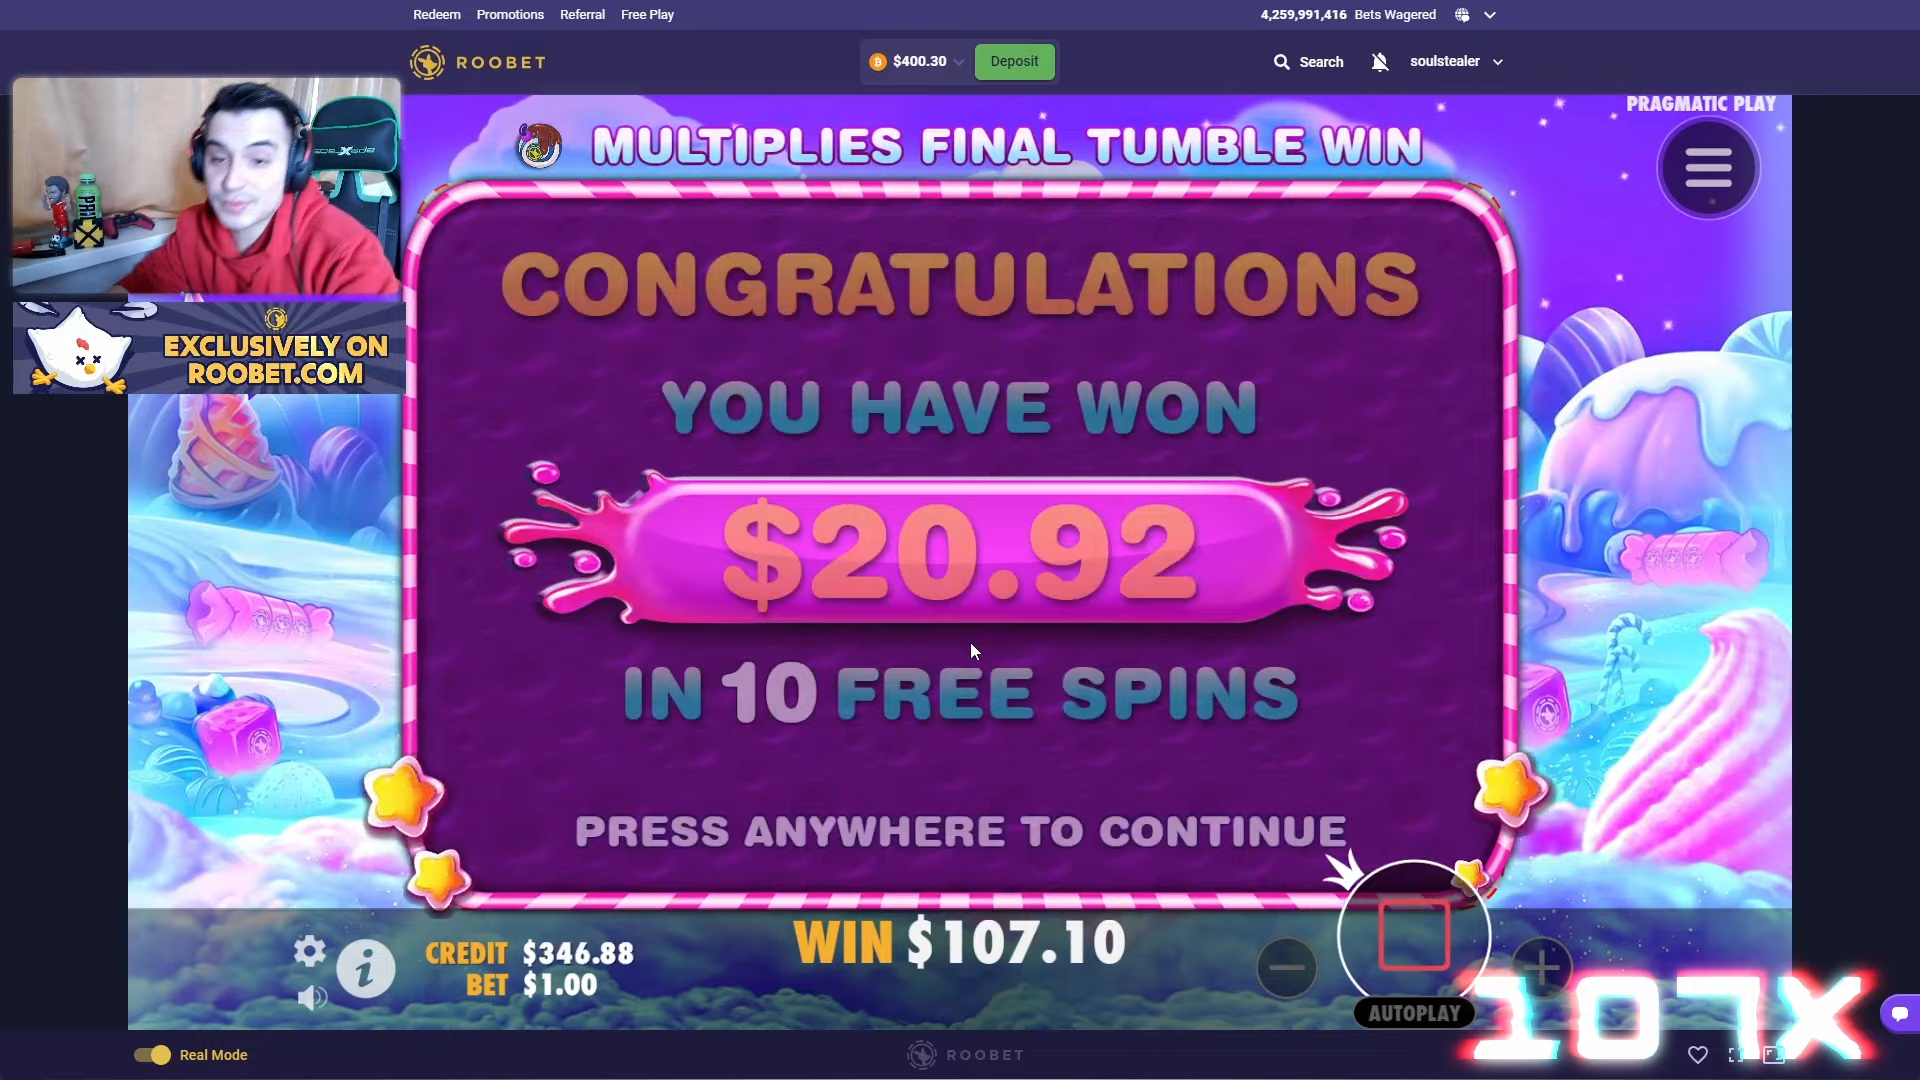 Redeem Promotions Referral Free Play
4,259,991,416 Bets Wagered
ROOBET
$400.30
Deposit
Search
soulstealer
PRAGMATIC PLAY
MULTIPLIES FINAL TUMBLE WIN
CONGRATULATIONS
YOU HAVE WON
$20.92
IN 10 FREE SPINS
PRESS ANYWHERE TO CONTINUE
EXCLUSIVELY ON
ROOBET.COM
CREDIT $346.88
BET $1.00
WIN $107.10
AUTOPLAY
107X
Real Mode
ROOBET